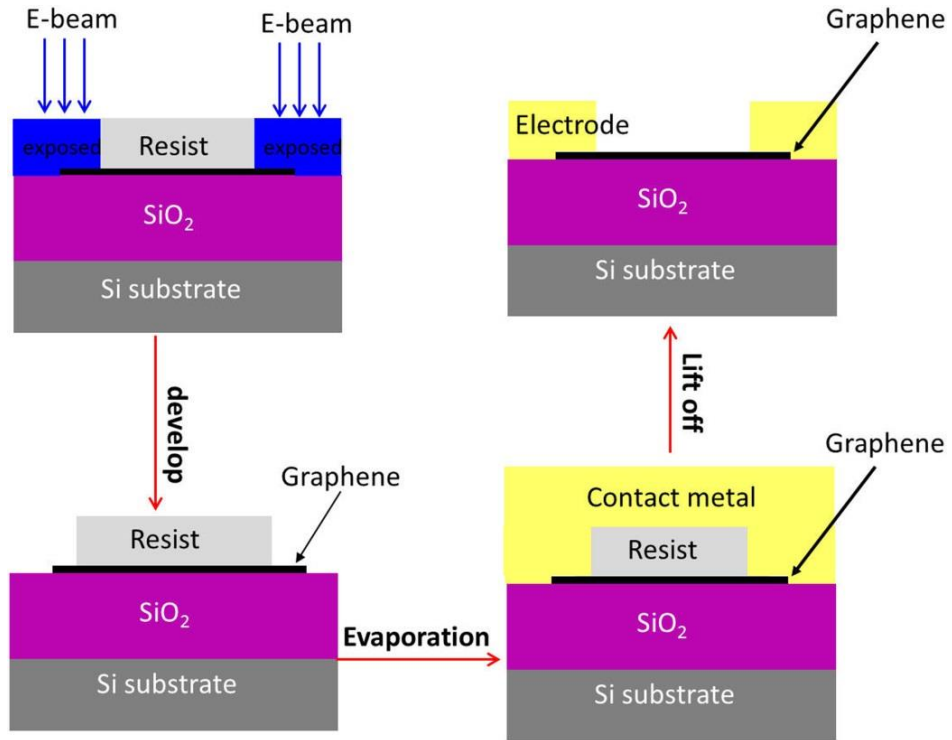 E-beam
E-beam
exposed
Resist
exposed
SiO₂
Si substrate
Graphene
Electrode
SiO₂
Si substrate
develop
Lift off
Graphene
Resist
SiO₂
Si substrate
Evaporation
Graphene
Contact metal
Resist
SiO₂
Si substrate